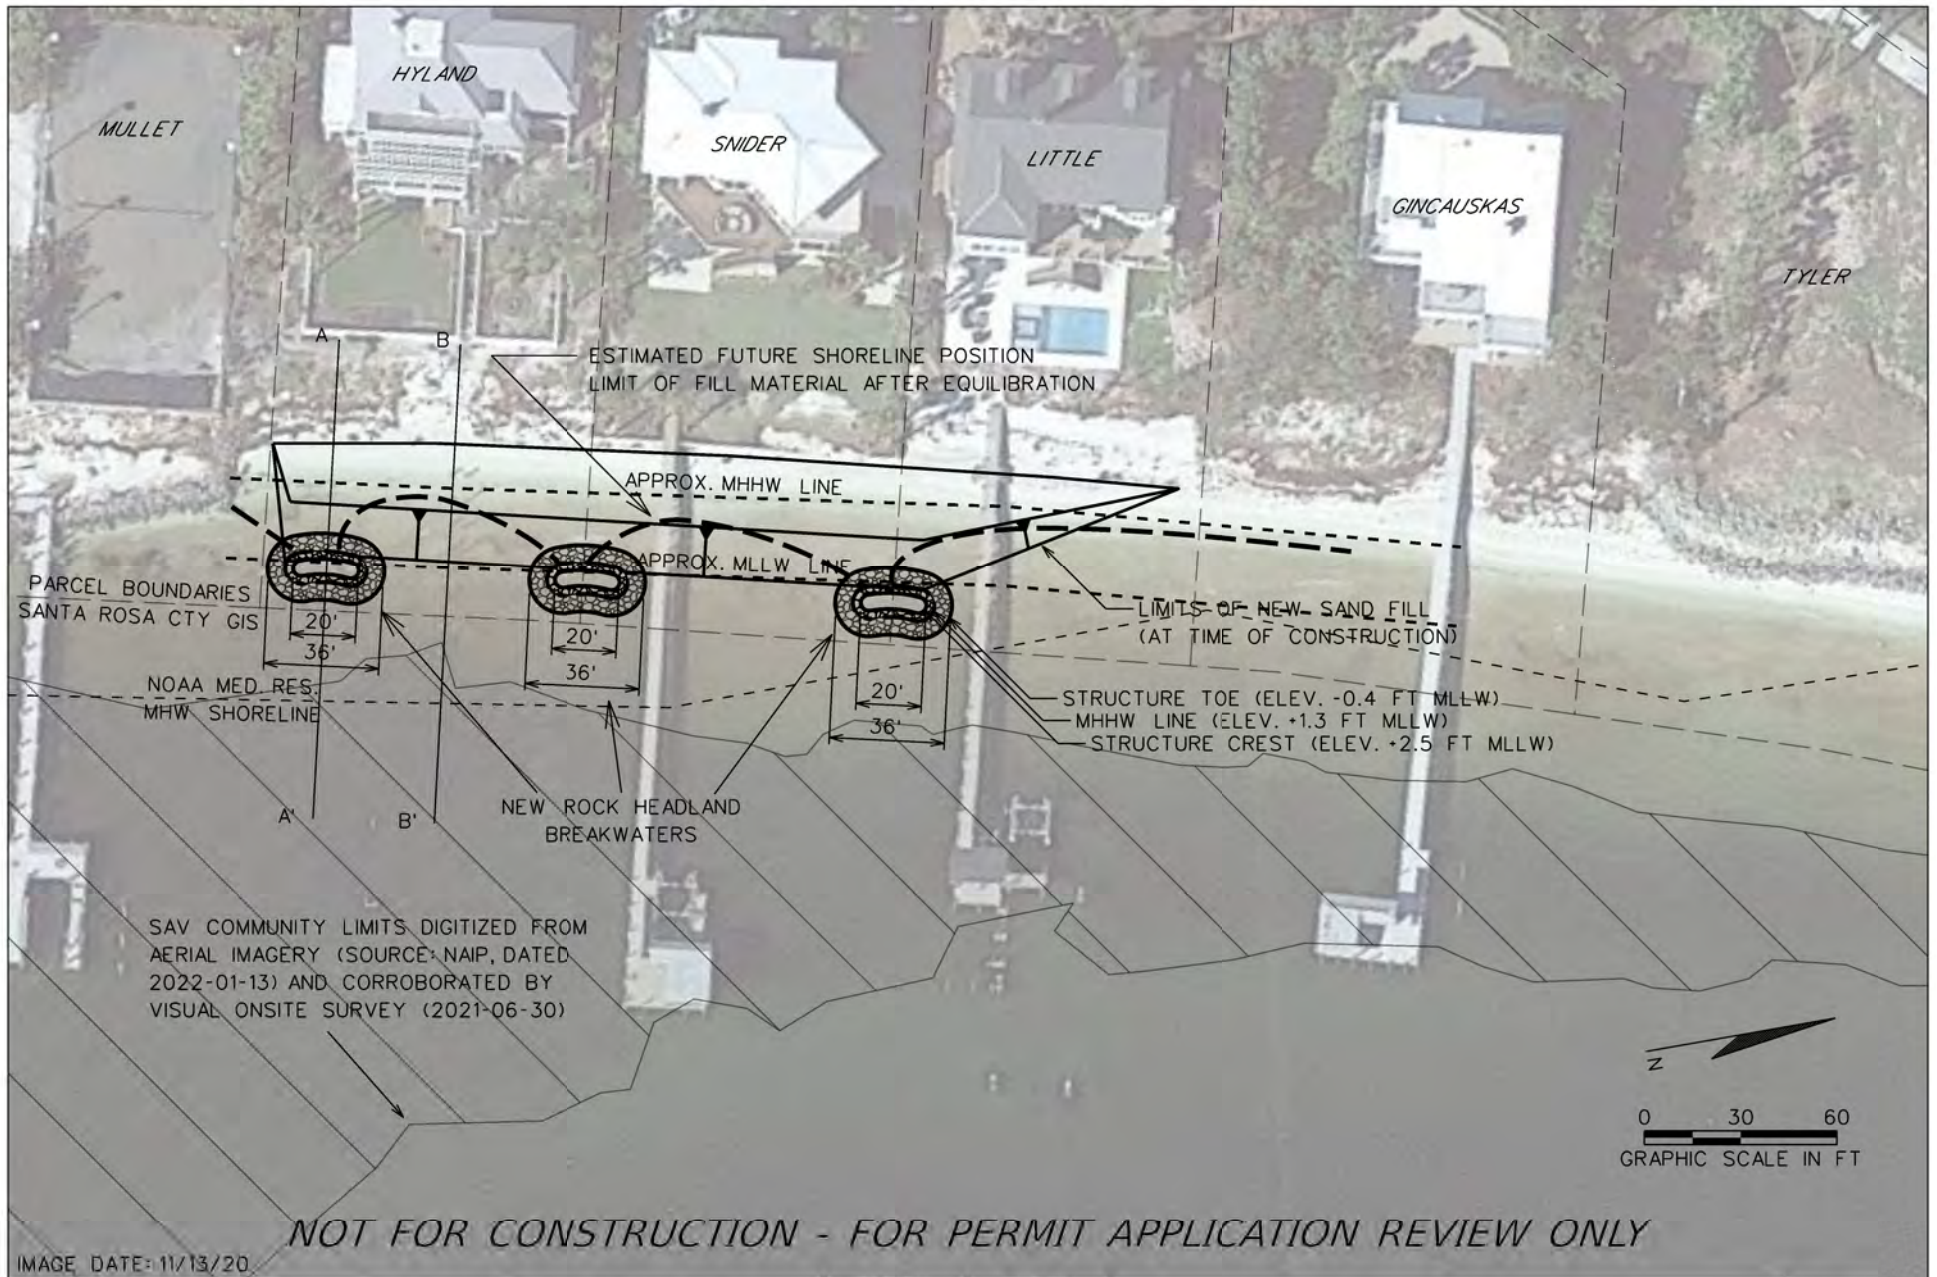 MULLET
HYLAND
SNIDER
LITTLE
GINCAUSKAS
TYLER
A
B
ESTIMATED FUTURE SHORELINE POSITION
LIMIT OF FILL MATERIAL AFTER EQUILIBRATION
APPROX. MHHW LINE
APPROX. MLLW LINE
PARCEL BOUNDARIES
SANTA ROSA CTY GIS
20'
36'
20'
36'
20'
36'
LIMITS OF NEW SAND FILL
(AT TIME OF CONSTRUCTION)
NOAA MED. RES.
MHW SHORELINE
STRUCTURE TOE (ELEV. -0.4 FT MLLW)
MHHW LINE (ELEV. +1.3 FT MLLW)
STRUCTURE CREST (ELEV. +2.5 FT MLLW)
A'
B'
NEW ROCK HEADLAND
BREAKWATERS
SAV COMMUNITY LIMITS DIGITIZED FROM
AERIAL IMAGERY (SOURCE: NAIP, DATED
2022-01-13) AND CORROBORATED BY
VISUAL ONSITE SURVEY (2021-06-30)
N
0 30 60
GRAPHIC SCALE IN FT
NOT FOR CONSTRUCTION - FOR PERMIT APPLICATION REVIEW ONLY
IMAGE DATE: 11/13/20